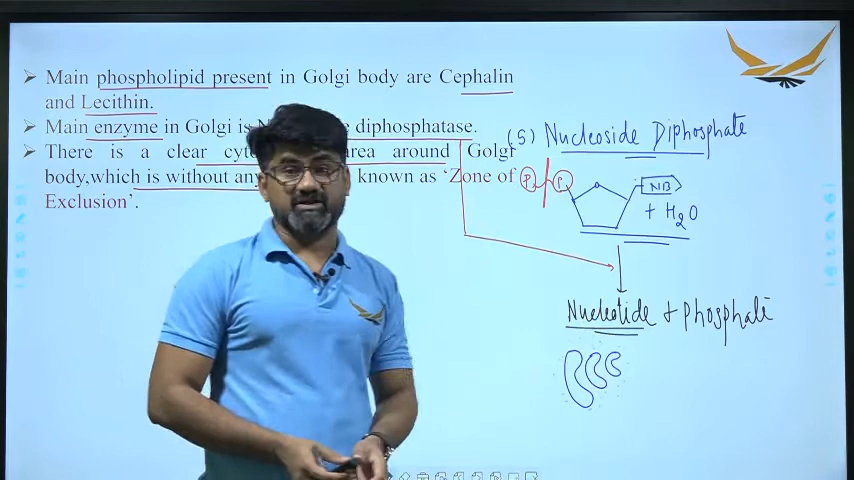 Main phospholipid present in Golgi body are Cephalin
and Lecithin.
Main enzyme in Golgi is diphosphatase.
There is a clear area around Golgi
body, which is without known as 'Zone of
Exclusion'.
(5) Nucleoside Diphosphate
P P NB
+ H2O
Nucleotide + phosphate